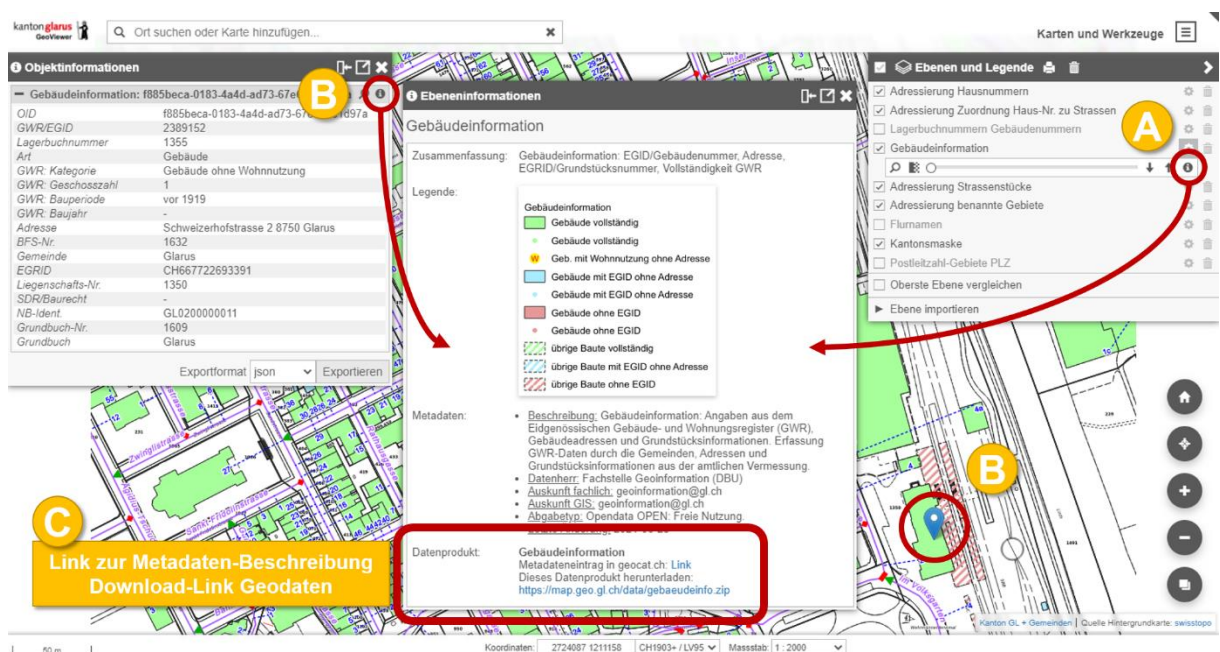 kantonglarus
GeoViewer
Ort suchen oder Karte hinzufügen...
Karten und Werkzeuge
Objektinformationen
Gebäudeinformation: f885beca-0183-4a4d-ad73-67e
OID f885beca-0183-4a4d-ad73-67e
GWR/EGID 2389152
Lagerbuchnummer 1355
Art Gebäude
GWR: Kategorie Gebäude ohne Wohnnutzung
GWR: Geschosszahl 1
GWR: Bauperiode vor 1919
GWR: Baujahr -
Adresse Schweizerhofstrasse 2 8750 Glarus
BFS-Nr. 1632
Gemeinde Glarus
EGRID CH667722693391
Liegenschafts-Nr. 1350
SDR/Baurecht -
NB-Ident. GL0200000011
Grundbuch-Nr. 1609
Grundbuch Glarus
Exportformat json Exportieren
B
Ebeneninformationen
Gebäudeinformation
Zusammenfassung: Gebäudeinformation: EGID/Gebäudenummer, Adresse,
EGRID/Grundstücksnummer, Vollständigkeit GWR
Legende:
Gebäudeinformation
Gebäude vollständig
Gebäude vollständig
W Geb. mit Wohnnutzung ohne Adresse
Gebäude mit EGID ohne Adresse
Gebäude mit EGID ohne Adresse
Gebäude ohne EGID
Gebäude ohne EGID
übrige Baute vollständig
übrige Baute mit EGID ohne Adresse
übrige Baute ohne EGID
Metadaten: • Beschreibung: Gebäudeinformation: Angaben aus dem
Eidgenössischen Gebäude- und Wohnungsregister (GWR),
Gebäudeadressen und Grundstücksinformationen. Erfassung
GWR-Daten durch die Gemeinden, Adressen und
Grundstücksinformationen aus der amtlichen Vermessung.
• Datenherr: Fachstelle Geoinformation (DBU)
• Auskunft fachlich: geoinformation@gl.ch
• Auskunft GIS: geoinformation@gl.ch
• Abgabetyp: Opendata OPEN: Freie Nutzung.
Datenprodukt: Gebäudeinformation
Metadateneintrag in geocat.ch: Link
Dieses Datenprodukt herunterladen:
https://map.geo.gl.ch/data/gebaeudeinfo.zip
Ebenen und Legende
Adressierung Hausnummern
Adressierung Zuordnung Haus-Nr. zu Strassen
Lagerbuchnummern Gebäudenummern
Gebäudeinformation
Adressierung Strassenstücke
Adressierung benannte Gebiete
Flurnamen
Kantonsmaske
Postleitzahl-Gebiete PLZ
Oberste Ebene vergleichen
Ebene importieren
A
B
C
Link zur Metadaten-Beschreibung
Download-Link Geodaten
Zwinglistrasse
Sankt-Fridolinstrasse
Im Volksgarten
Kanton GL + Gemeinden | Quelle Hintergrundkarte: swisstopo
50 m
Koordinaten: 2724087 1211158 CH1903+ / LV95 Massstab: 1 : 2000